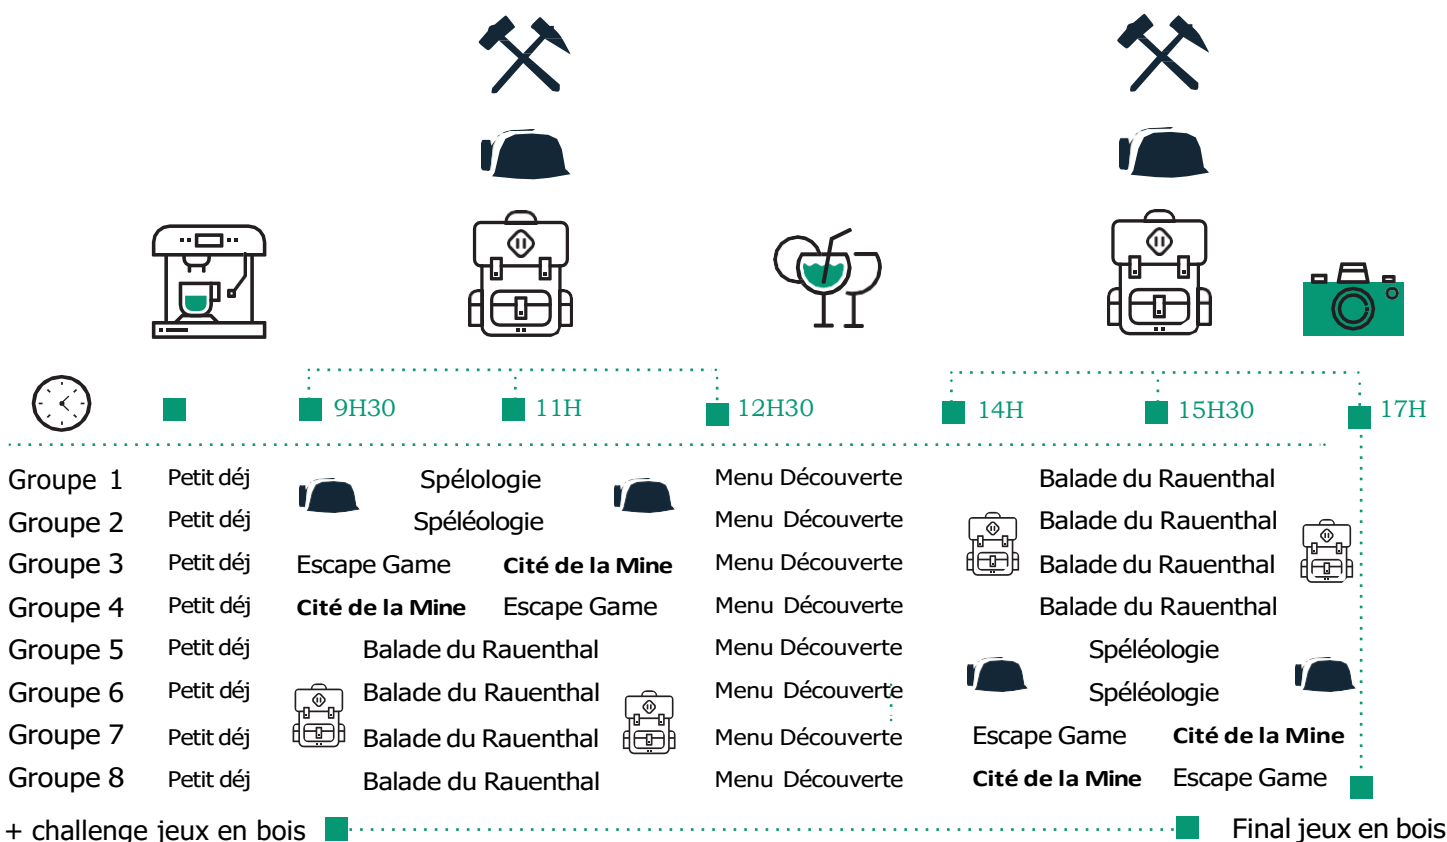 9H30 11H 12H30 14H 15H30 17H
Groupe 1 Petit déj Spélologie Menu Découverte Balade du Rauenthal
Groupe 2 Petit déj Spéléologie Menu Découverte Balade du Rauenthal
Groupe 3 Petit déj Escape Game Cité de la Mine Menu Découverte Balade du Rauenthal
Groupe 4 Petit déj Cité de la Mine Escape Game Menu Découverte Balade du Rauenthal
Groupe 5 Petit déj Balade du Rauenthal Menu Découverte Spéléologie
Groupe 6 Petit déj Balade du Rauenthal Menu Découverte Spéléologie
Groupe 7 Petit déj Balade du Rauenthal Menu Découverte Escape Game Cité de la Mine
Groupe 8 Petit déj Balade du Rauenthal Menu Découverte Cité de la Mine Escape Game
+ challenge jeux en bois Final jeux en bois